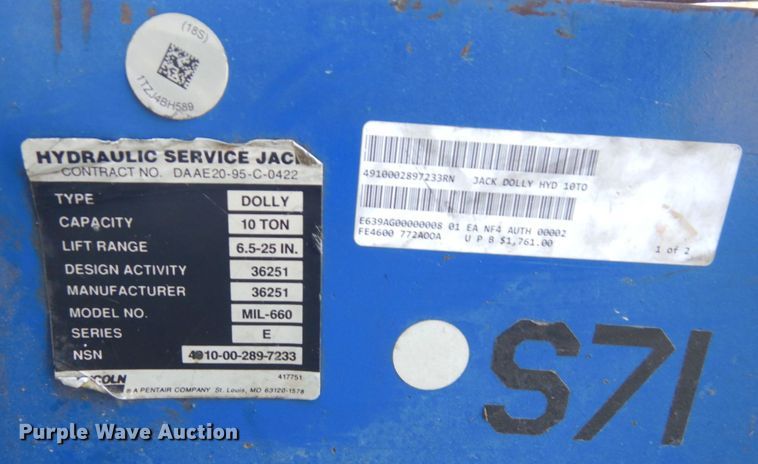 (18S)
1TZJ4BH589
HYDRAULIC SERVICE JACK
CONTRACT NO. DAAE20-95-C-0422
TYPE DOLLY
CAPACITY 10 TON
LIFT RANGE 6.5-25 IN.
DESIGN ACTIVITY 36251
MANUFACTURER 36251
MODEL NO. MIL-660
SERIES E
NSN 4910-00-289-7233
LINCOLN 417751
A PENTAIR COMPANY St. Louis, MO 63120-1578
4910002897233RN JACK DOLLY HYD 10TO
E639AG00000008 01 EA NF4 AUTH 00002
FE4600 772A00A U P B $1,761.00
1 of 2
S71
Purple Wave Auction